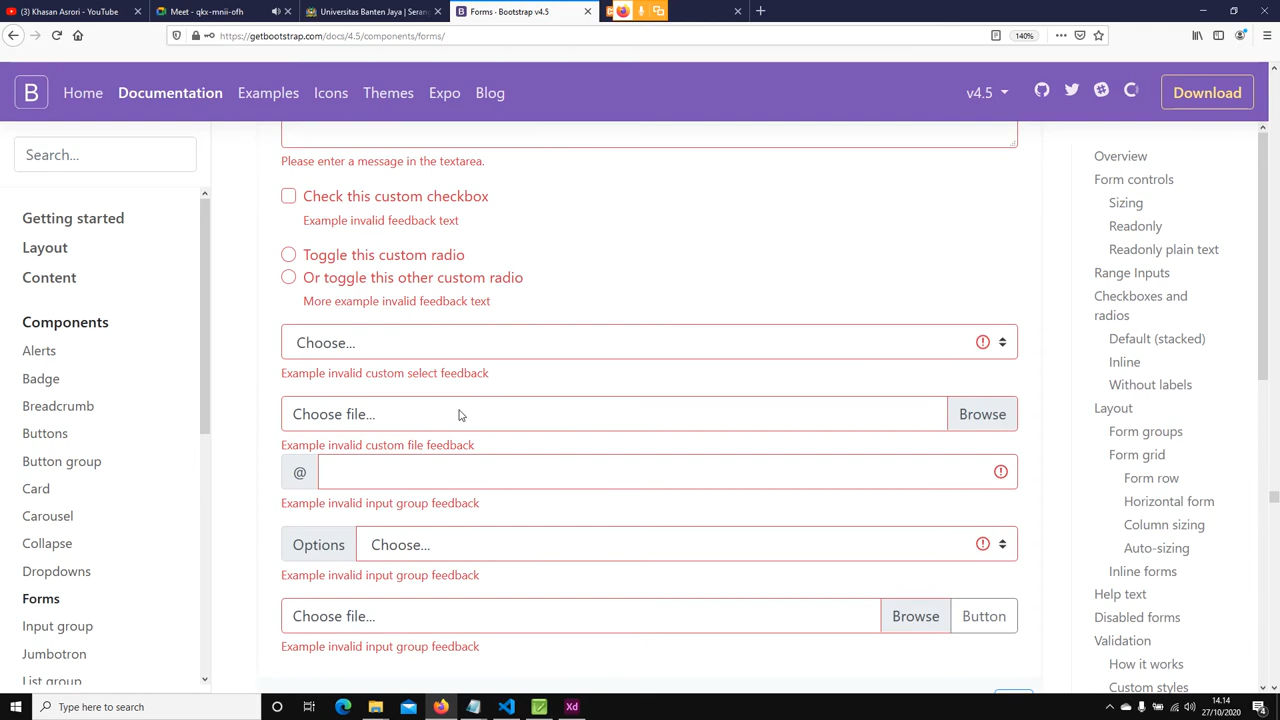 (3) Khasan Asrori - YouTube
Meet - qkx-mnii-ofh
Universitas Banten Jaya | Seran
Forms · Bootstrap v4.5
https://getbootstrap.com/docs/4.5/components/forms/
140%
B
Home
Documentation
Examples
Icons
Themes
Expo
Blog
v4.5
Download
Search...
Getting started
Layout
Content
Components
Alerts
Badge
Breadcrumb
Buttons
Button group
Card
Carousel
Collapse
Dropdowns
Forms
Input group
Jumbotron
List group
Please enter a message in the textarea.
Check this custom checkbox
Example invalid feedback text
Toggle this custom radio
Or toggle this other custom radio
More example invalid feedback text
Choose...
Example invalid custom select feedback
Choose file...
Browse
Example invalid custom file feedback
@
Example invalid input group feedback
Options
Choose...
Example invalid input group feedback
Choose file...
Browse
Button
Example invalid input group feedback
Overview
Form controls
Sizing
Readonly
Readonly plain text
Range Inputs
Checkboxes and
radios
Default (stacked)
Inline
Without labels
Layout
Form groups
Form grid
Form row
Horizontal form
Column sizing
Auto-sizing
Inline forms
Help text
Disabled forms
Validation
How it works
Custom styles
Type here to search
Xd
14.14
27/10/2020
4